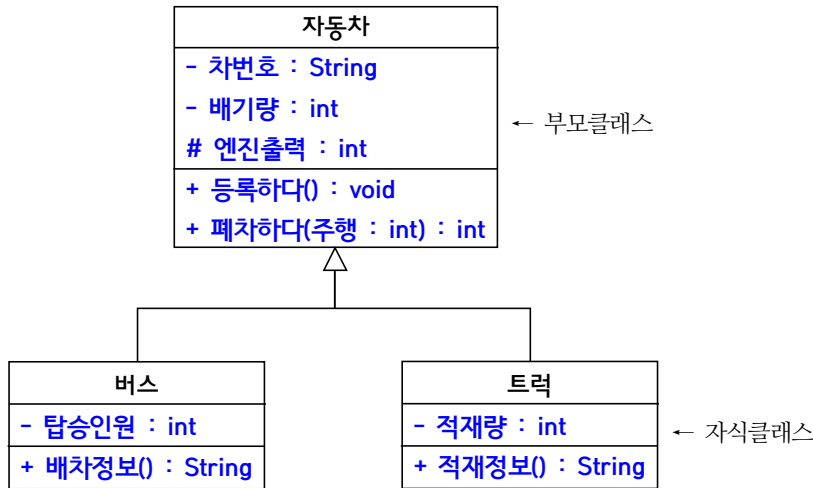 자동차
- 차번호 : String
- 배기량 : int
# 엔진출력 : int
← 부모클래스
+ 등록하다() : void
+ 폐차하다(주행 : int) : int
버스
- 탑승인원 : int
+ 배차정보() : String
트럭
- 적재량 : int
+ 적재정보() : String
← 자식클래스